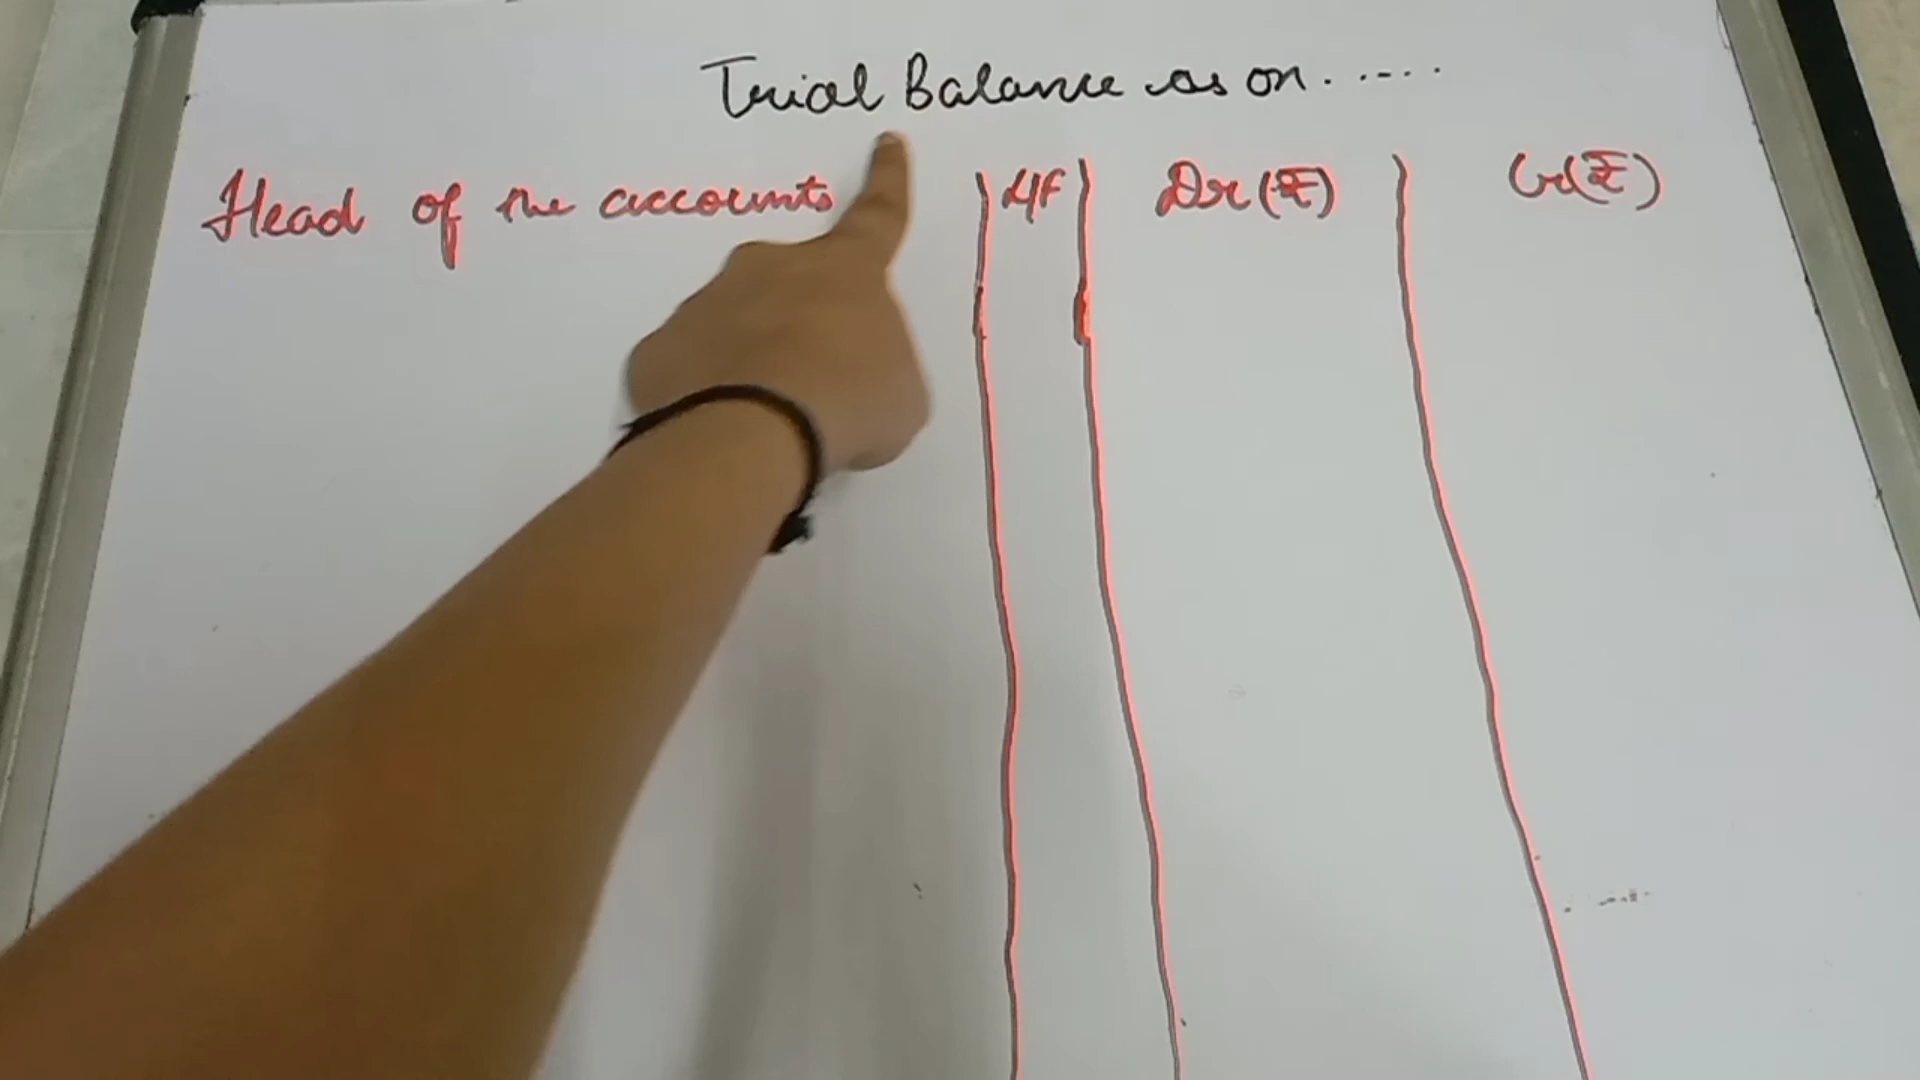 Trial Balance as on.....
Head of the accounts LF Dr(₹) Cr(₹)